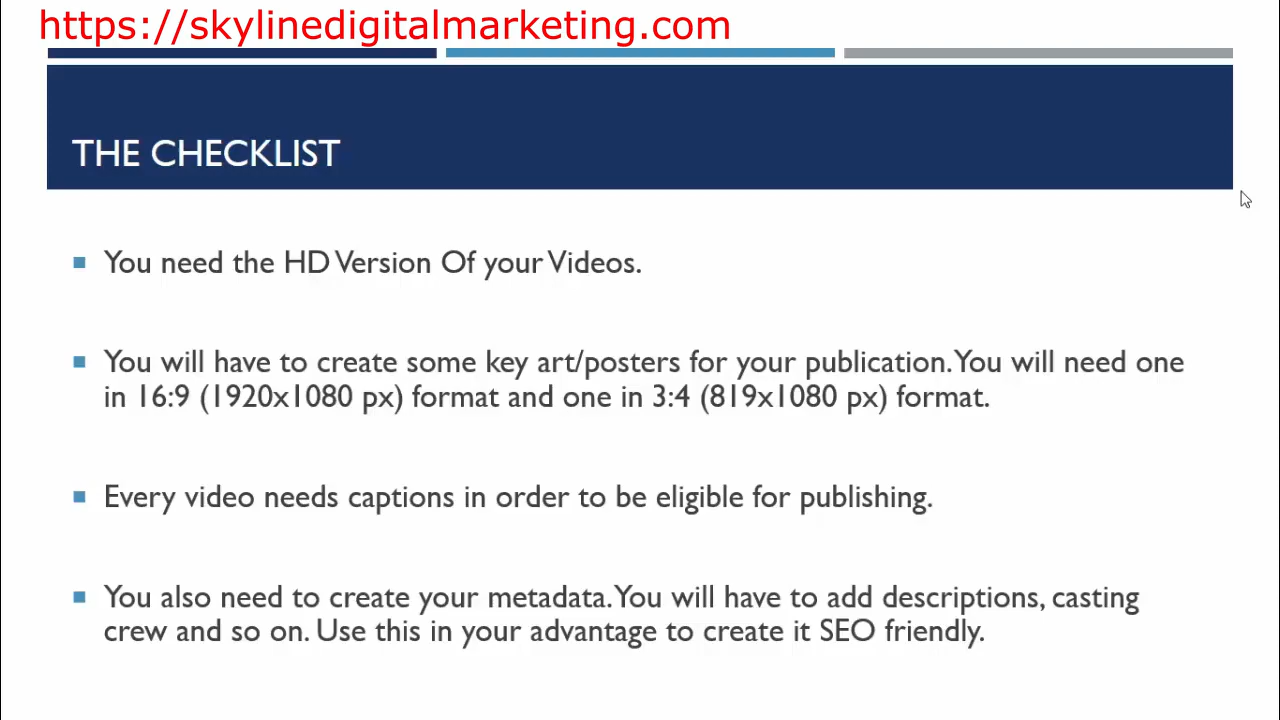 https://skylinedigitalmarketing.com
THE CHECKLIST
You need the HD Version Of your Videos.
You will have to create some key art/posters for your publication. You will need one
in 16:9 (1920x1080 px) format and one in 3:4 (819x1080 px) format.
Every video needs captions in order to be eligible for publishing.
You also need to create your metadata. You will have to add descriptions, casting
crew and so on. Use this in your advantage to create it SEO friendly.